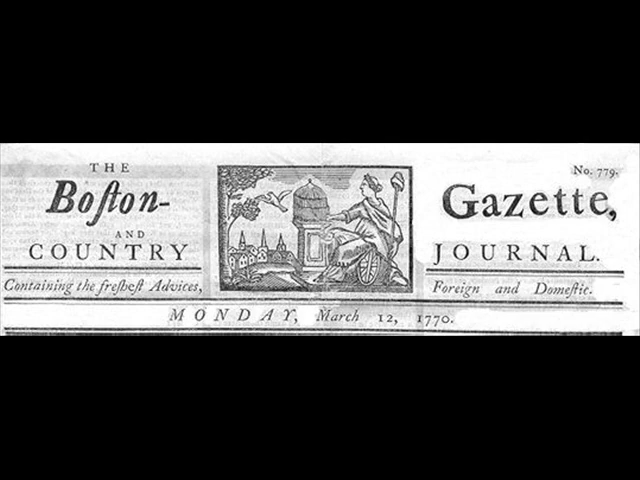 THE
Boſton-
AND
COUNTRY
Containing the freſheſt Advices,
No. 779.
Gazette,
JOURNAL.
Foreign and Domeſtic.
MONDAY, March 12, 1770.